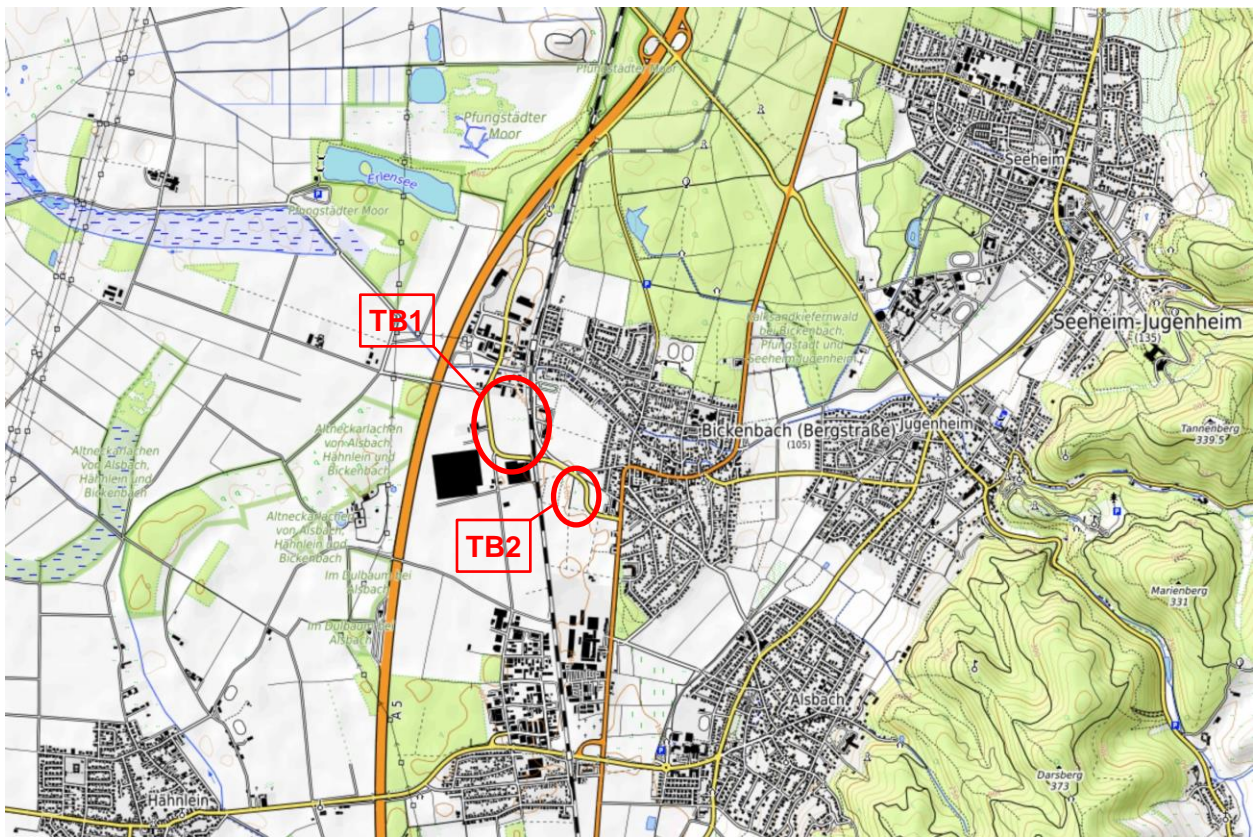 Pfungstädter Moor
Pfungstädter
Moor
Erlensee
Pfungstädter Moor
Seeheim
TB1
Kalksandkiefernwald
bei Bickenbach,
Pfungstadt und
Seeheim-Jugenheim
Seeheim-Jugenheim
(135)
Tannenberg
339.5
Bickenbach (Bergstraße)
(105)
Jugenheim
Altneckarlachen
von Alsbach,
Hähnlein und
Bickenbach
Altneckarlachen
von Alsbach,
Hähnlein und
Bickenbach
Altneckarlachen
von Alsbach,
Hähnlein und
Bickenbach
TB2
Im Dulbaum bei
Alsbach
Im Dulbaum bei
Alsbach
Marienberg
331
A 5
Alsbach
Darsberg
373
Hähnlein